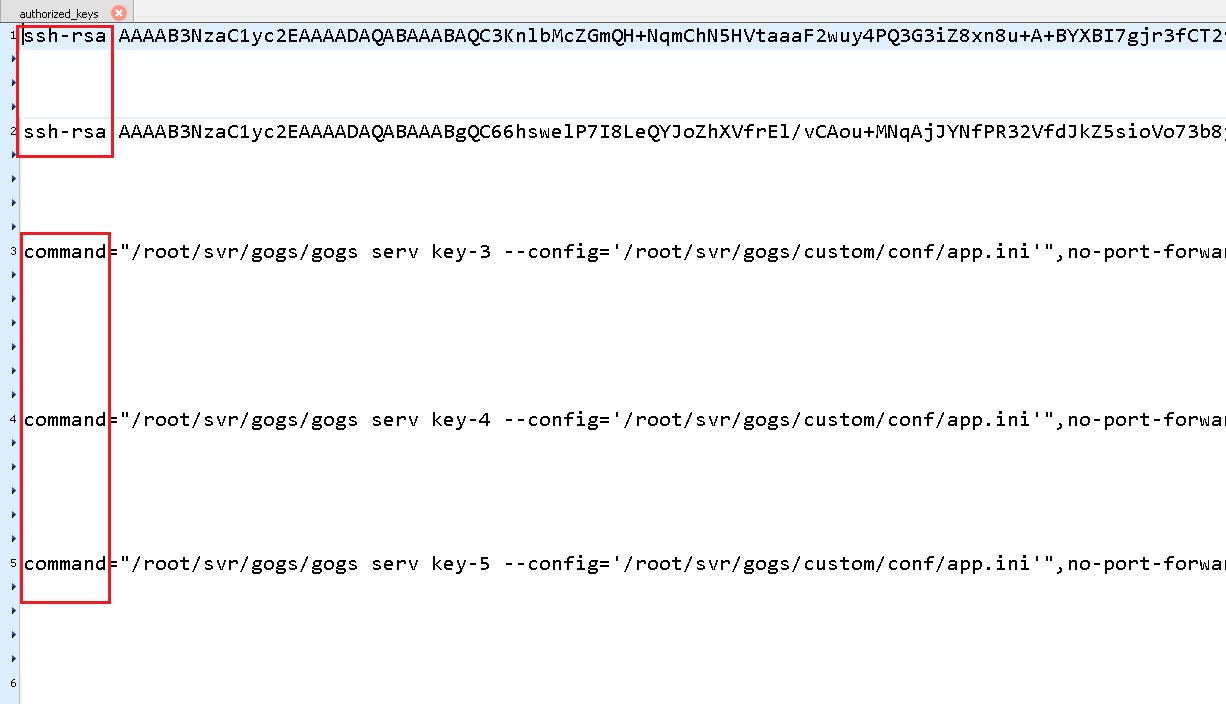 authorized_keys
1 ssh-rsa AAAAB3NzaC1yc2EAAAADAQABAAABAQC3KnlbMcZGmQH+NqmChN5HVtaaaF2wuy4PQ3G3iZ8xn8u+A+BYXBI7gjr3fCT2
2 ssh-rsa AAAAB3NzaC1yc2EAAAADAQABAAABgQC66hswelP7I8LeQYJoZhXVfrEl/vCAou+MNqAjJYNfPR32VfdJkZ5sioVo73b8
3 command="/root/svr/gogs/gogs serv key-3 --config='/root/svr/gogs/custom/conf/app.ini'",no-port-forwar
4 command="/root/svr/gogs/gogs serv key-4 --config='/root/svr/gogs/custom/conf/app.ini'",no-port-forwar
5 command="/root/svr/gogs/gogs serv key-5 --config='/root/svr/gogs/custom/conf/app.ini'",no-port-forwar
6